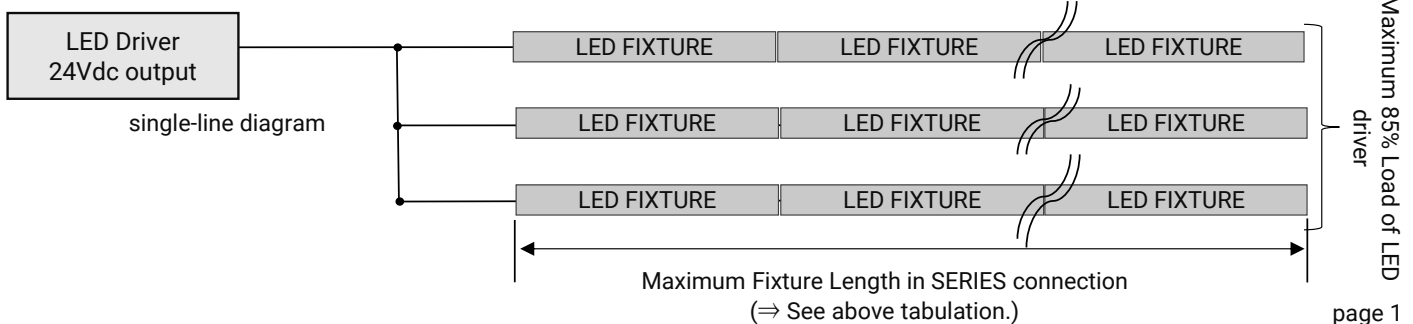 LED Driver
24Vdc output
single-line diagram
LED FIXTURE LED FIXTURE LED FIXTURE
LED FIXTURE LED FIXTURE LED FIXTURE
LED FIXTURE LED FIXTURE LED FIXTURE
Maximum 85% Load of LED
driver
Maximum Fixture Length in SERIES connection
(⇒ See above tabulation.)
page 1